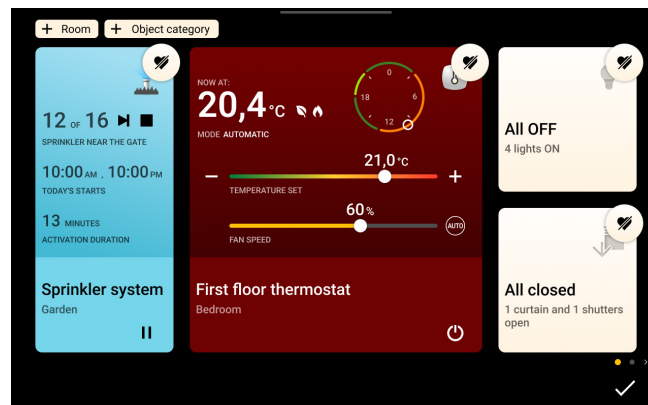 + Room + Object category
12 OF 16
SPRINKLER NEAR THE GATE
10:00 AM , 10:00 PM
TODAY'S STARTS
13 MINUTES
ACTIVATION DURATION
Sprinkler system
Garden
NOW AT:
20,4°C
MODE AUTOMATIC
0
6
12
18
21,0°C
− +
TEMPERATURE SET
60%
AUTO
FAN SPEED
First floor thermostat
Bedroom
All OFF
4 lights ON
All closed
1 curtain and 1 shutters
open